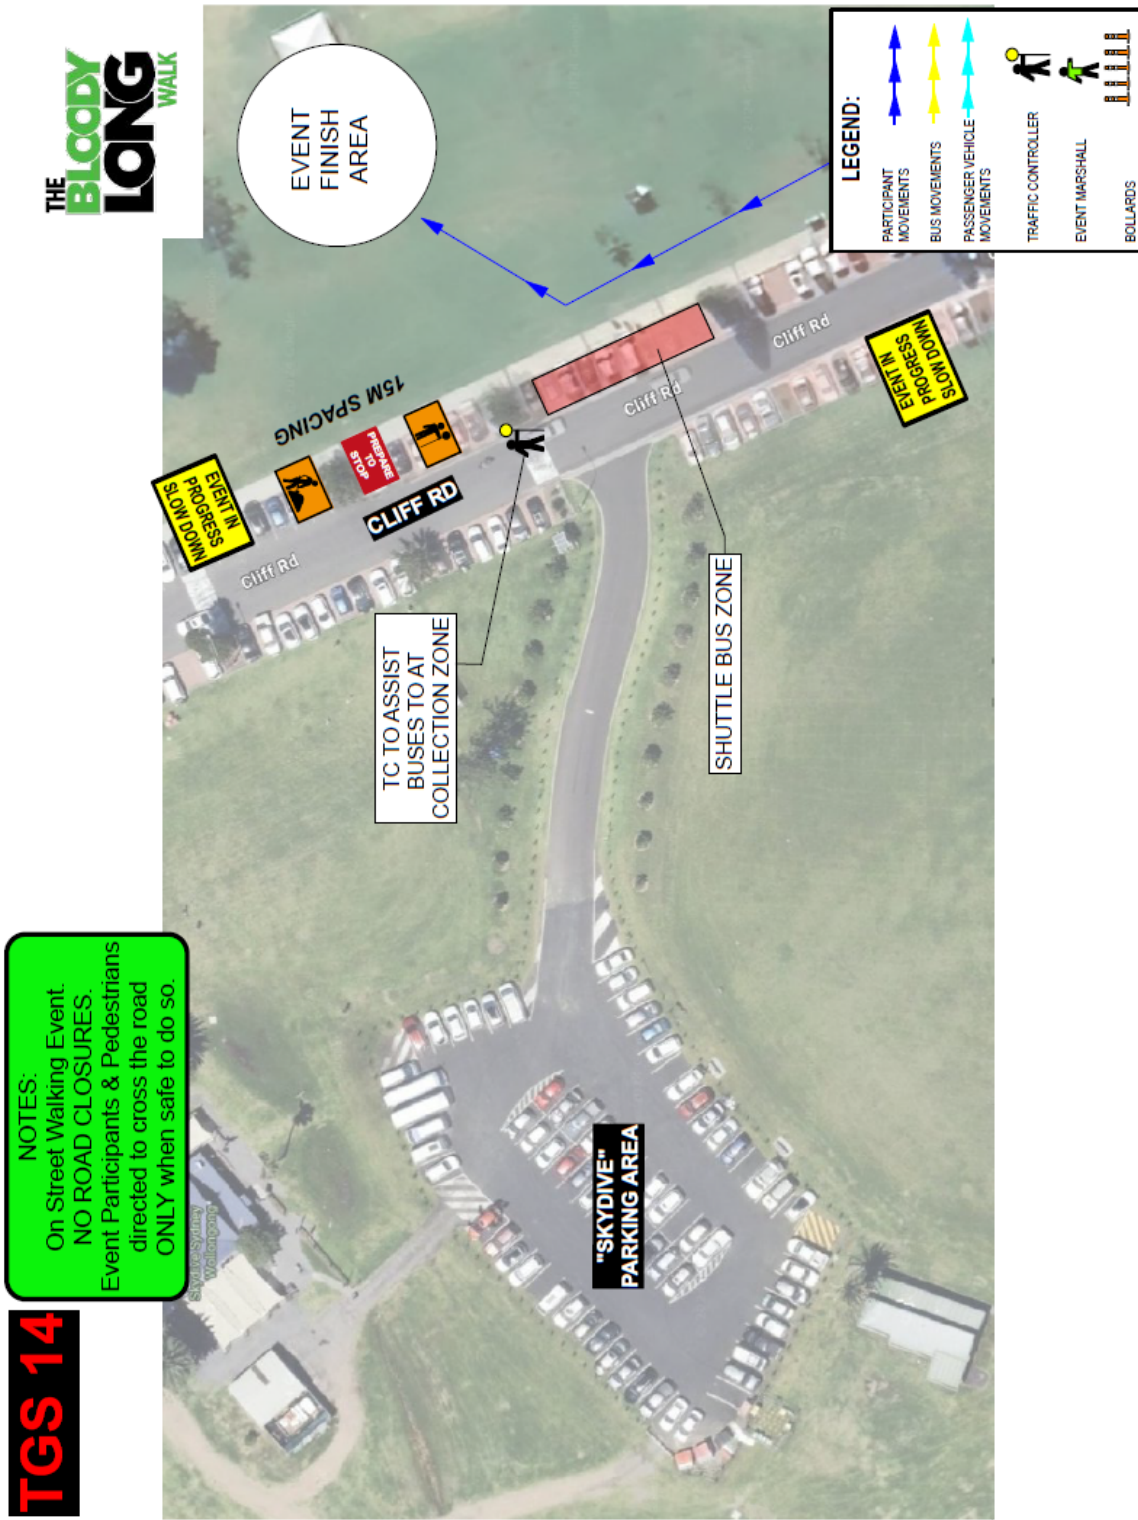 TGS 14
NOTES:
On Street Walking Event.
NO ROAD CLOSURES.
Event Participants & Pedestrians
directed to cross the road
ONLY when safe to do so.
THE
BLOODY
LONG
WALK
Skydive Sydney
Wollongong
"SKYDIVE"
PARKING AREA
TC TO ASSIST
BUSES TO AT
COLLECTION ZONE
SHUTTLE BUS ZONE
EVENT IN
PROGRESS
SLOW DOWN
15M SPACING
PREPARE
TO
STOP
CLIFF RD
Cliff Rd
Cliff Rd
Cliff Rd
EVENT IN
PROGRESS
SLOW DOWN
EVENT
FINISH
AREA
LEGEND:
PARTICIPANT
MOVEMENTS
BUS MOVEMENTS
PASSENGER VEHICLE
MOVEMENTS
TRAFFIC CONTROLLER
EVENT MARSHALL
BOLLARDS